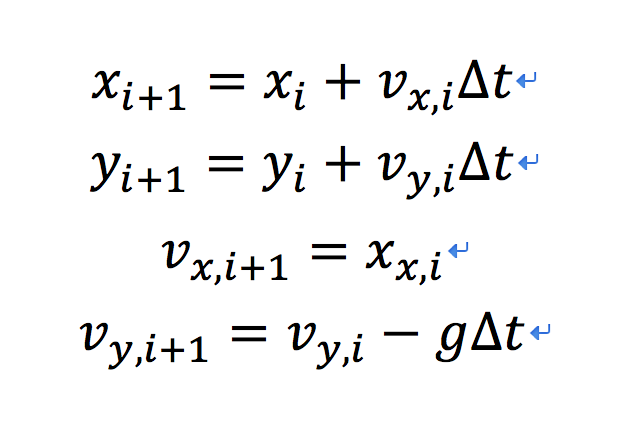 x_{i+1} = x_i + v_{x,i}Δt↵
y_{i+1} = y_i + v_{y,i}Δt↵
v_{x,i+1} = x_{x,i}↵
v_{y,i+1} = v_{y,i} − gΔt↵